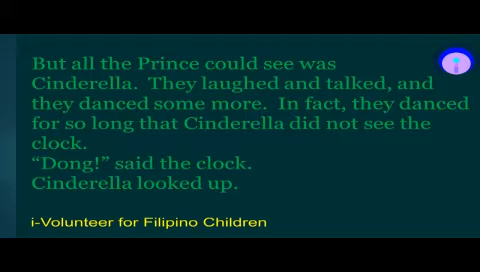 But all the Prince could see was
Cinderella.  They laughed and talked, and
they danced some more.  In fact, they danced
for so long that Cinderella did not see the
clock.
“Dong!” said the clock.
Cinderella looked up.
i-Volunteer for Filipino Children